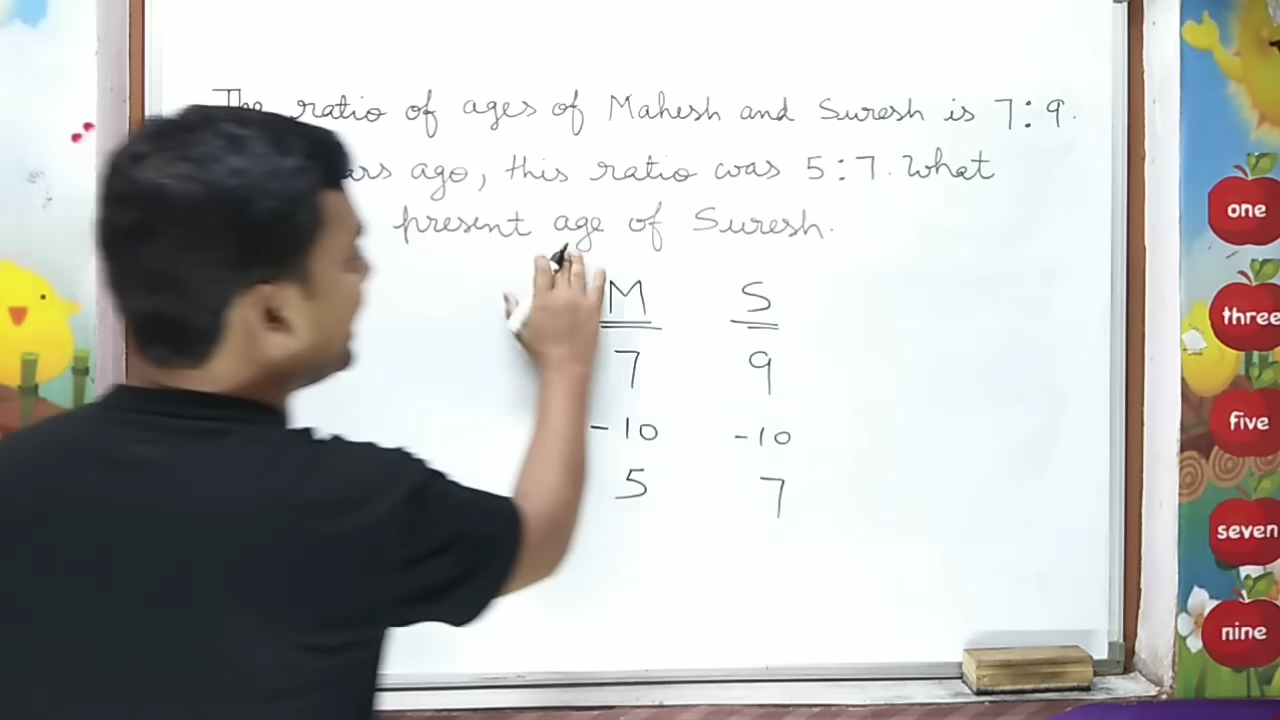 The ratio of ages of Mahesh and Suresh is 7:9.
ago, this ratio was 5:7. What
present age of Suresh.
M S
7 9
-10 -10
5 7
one
three
five
seven
nine